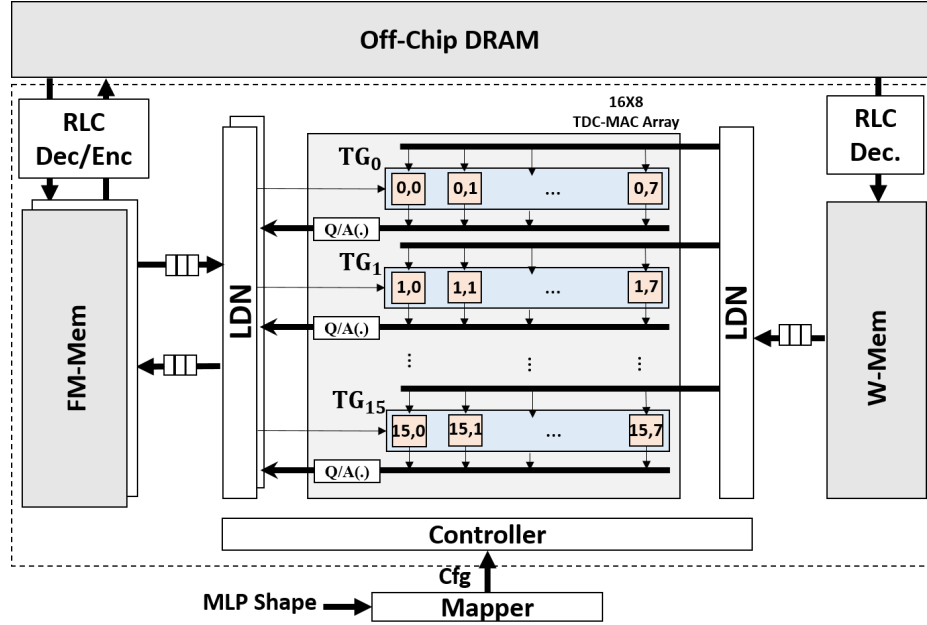 Off-Chip DRAM
RLC
Dec/Enc
16X8
TDC-MAC Array
RLC
Dec.
TG0
0,0 0,1 ... 0,7
Q/A(.)
TG1
1,0 1,1 ... 1,7
Q/A(.)
... ... ...
TG15
15,0 15,1 ... 15,7
Q/A(.)
FM-Mem
LDN
LDN
W-Mem
Controller
Cfg
MLP Shape
Mapper